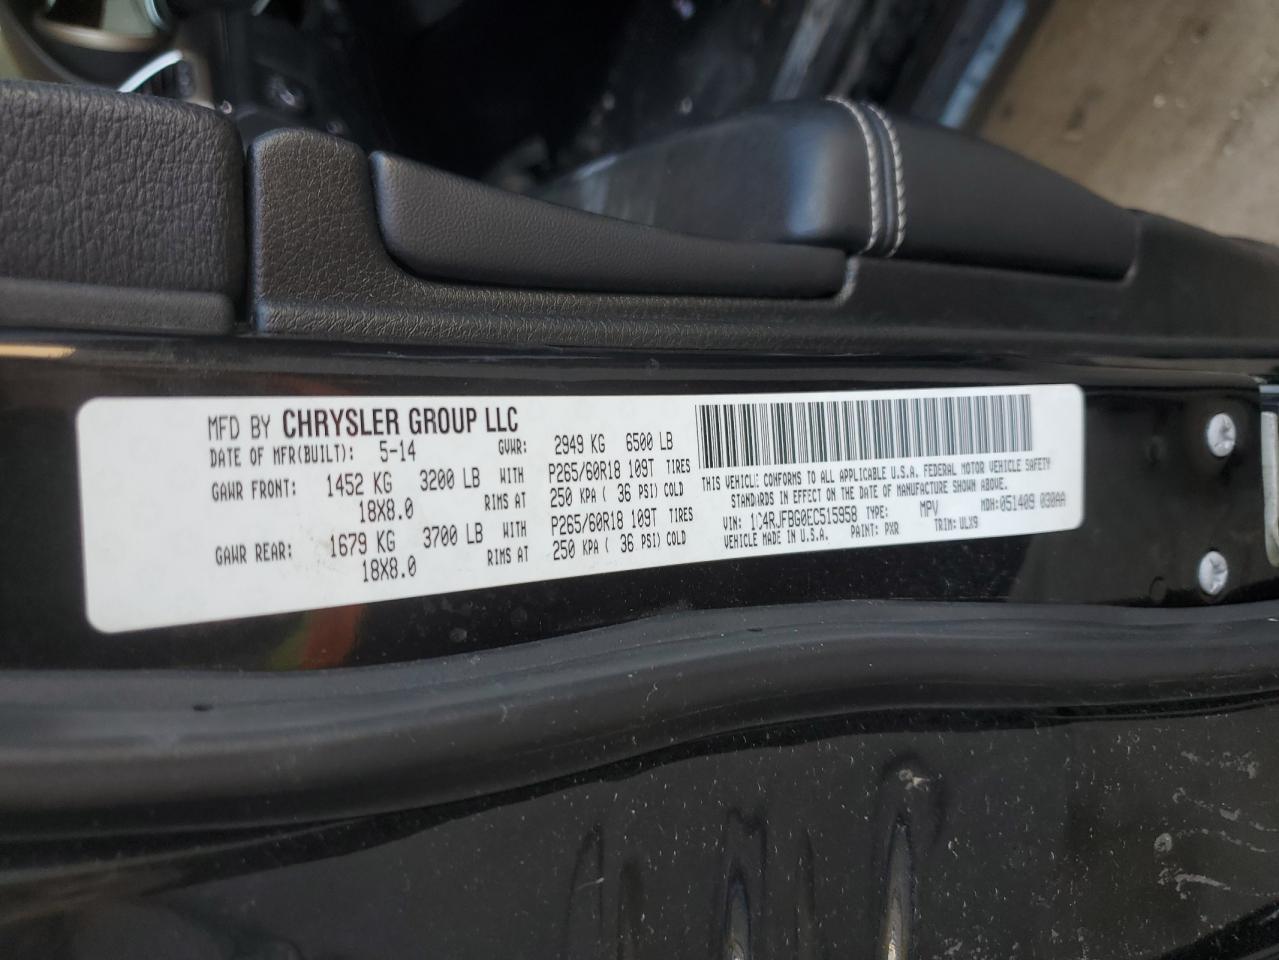 MFD BY CHRYSLER GROUP LLC
DATE OF MFR(BUILT): 5-14 GVWR: 2949 KG 6500 LB
GAWR FRONT: 1452 KG 3200 LB WITH P265/60R18 109T TIRES
18X8.0 RIMS AT 250 KPA ( 36 PSI) COLD
GAWR REAR: 1679 KG 3700 LB WITH P265/60R18 109T TIRES
18X8.0 RIMS AT 250 KPA ( 36 PSI) COLD
THIS VEHICLE CONFORMS TO ALL APPLICABLE U.S.A. FEDERAL MOTOR VEHICLE SAFETY
STANDARDS IN EFFECT ON THE DATE OF MANUFACTURE SHOWN ABOVE.
VIN: 1C4RJFBG0EC515958 TYPE: MPV MDH: 051409 030AA
VEHICLE MADE IN U.S.A. PAINT: PXR TRIM: ULX9